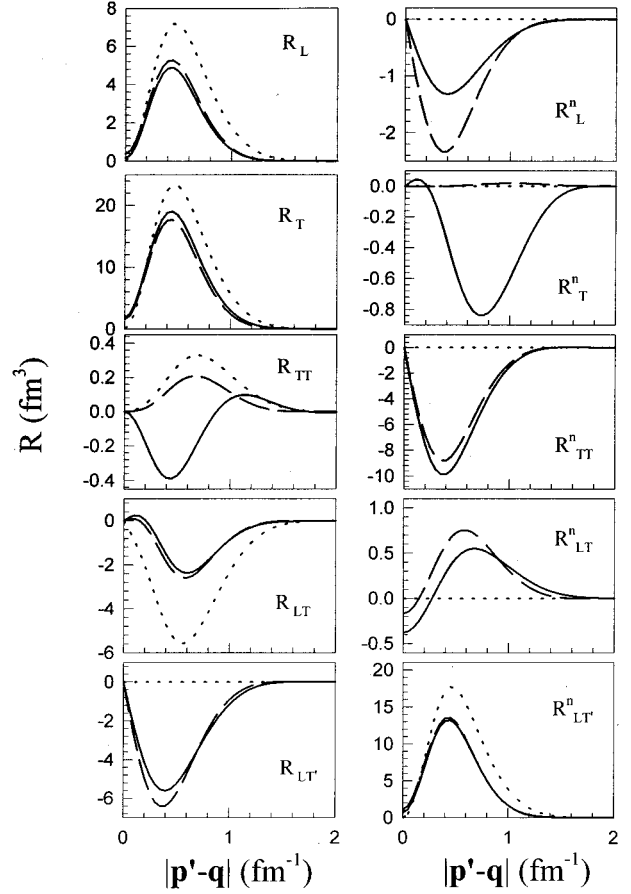 8
6
4
2
0
R_L
0
-1
-2
R^n_L
20
10
0
R_T
0.0
-0.2
-0.4
-0.6
-0.8
R^n_T
0.4
0.2
0.0
-0.2
-0.4
R_TT
0
-2
-4
-6
-8
-10
R^n_TT
R (fm³)
0
-2
-4
-6
R_LT
1.0
0.5
0.0
-0.5
R^n_LT
0
-2
-4
-6
R_LT'
20
15
10
5
0
R^n_LT'
0 1 2
0 1 2
|p'-q| (fm⁻¹)
|p'-q| (fm⁻¹)